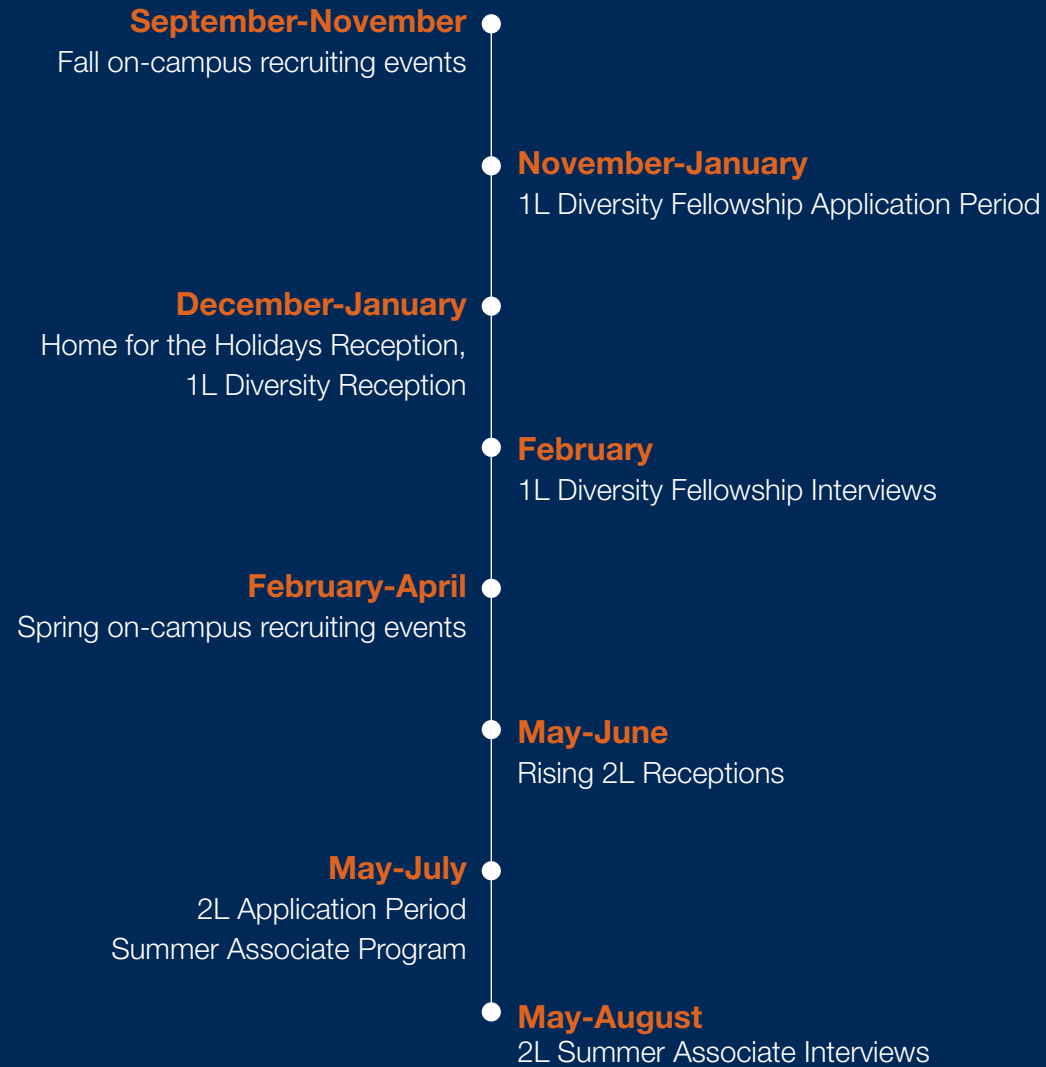 September-November
Fall on-campus recruiting events
November-January
1L Diversity Fellowship Application Period
December-January
Home for the Holidays Reception,
1L Diversity Reception
February
1L Diversity Fellowship Interviews
February-April
Spring on-campus recruiting events
May-June
Rising 2L Receptions
May-July
2L Application Period
Summer Associate Program
May-August
2L Summer Associate Interviews